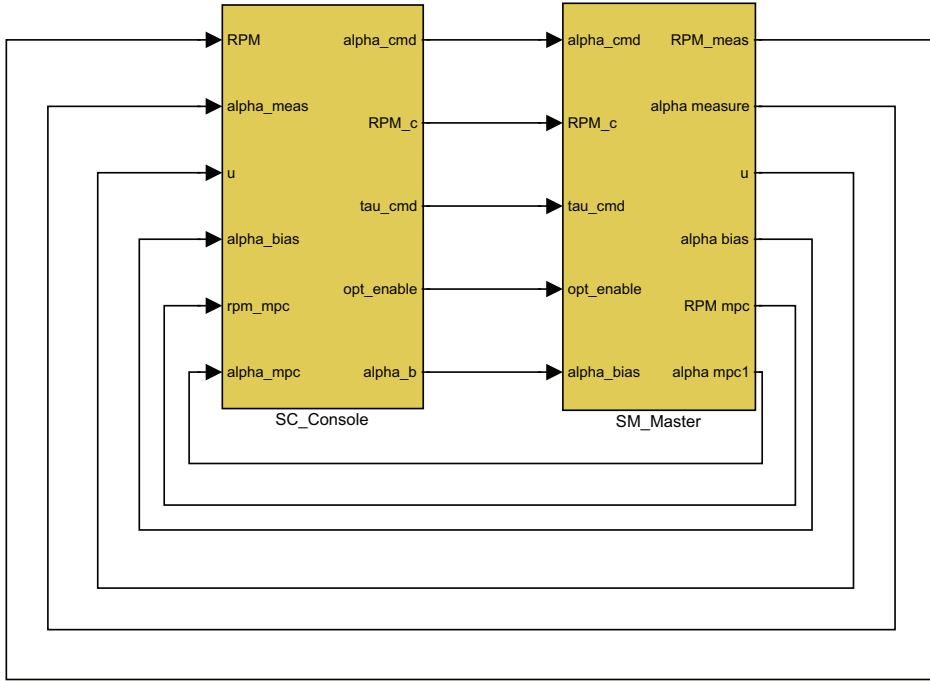 RPM
alpha_meas
u
alpha_bias
rpm_mpc
alpha_mpc
alpha_cmd
RPM_c
tau_cmd
opt_enable
alpha_b
SC_Console
alpha_cmd
RPM_c
tau_cmd
opt_enable
alpha_bias
RPM_meas
alpha measure
u
alpha bias
RPM mpc
alpha mpc1
SM_Master